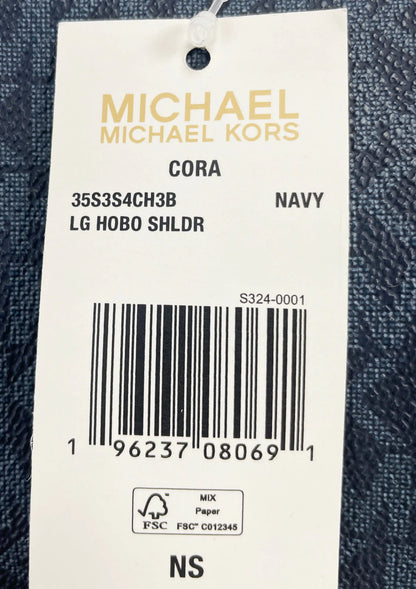 MICHAEL
MICHAEL KORS
CORA
35S3S4CH3B NAVY
LG HOBO SHLDR
S324-0001
1 96237 08069 1
MIX
Paper
FSC FSC™ C012345
NS